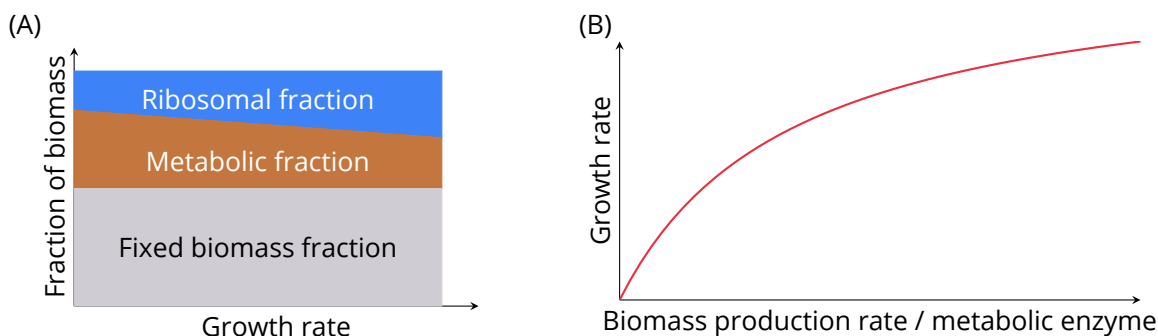 (A)
Fraction of biomass
Ribosomal fraction
Metabolic fraction
Fixed biomass fraction
Growth rate
(B)
Growth rate
Biomass production rate / metabolic enzyme